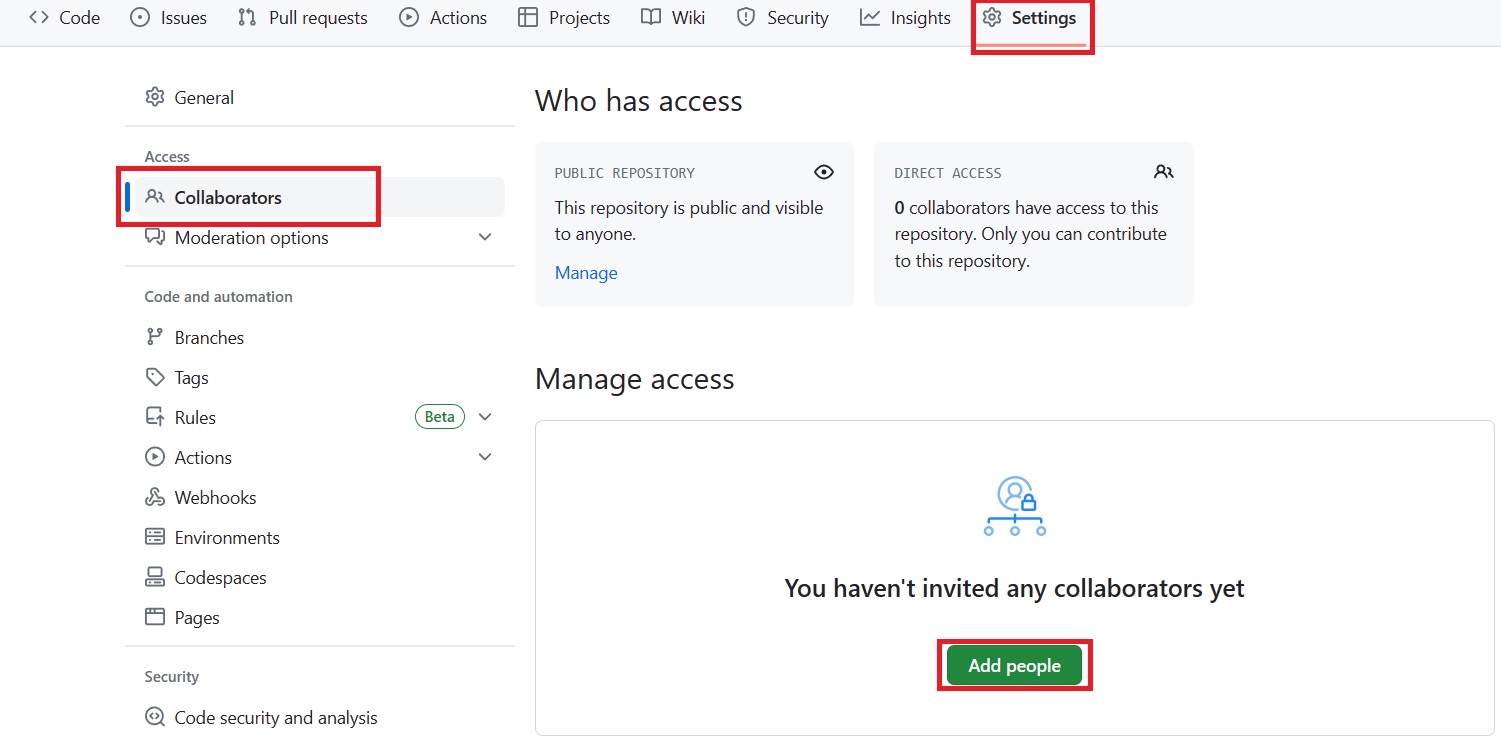 Code Issues Pull requests Actions Projects Wiki Security Insights Settings
General
Access
Collaborators
Moderation options
Code and automation
Branches
Tags
Rules Beta
Actions
Webhooks
Environments
Codespaces
Pages
Security
Code security and analysis
Who has access
PUBLIC REPOSITORY
This repository is public and visible
to anyone.
Manage
DIRECT ACCESS
0 collaborators have access to this
repository. Only you can contribute
to this repository.
Manage access
You haven't invited any collaborators yet
Add people